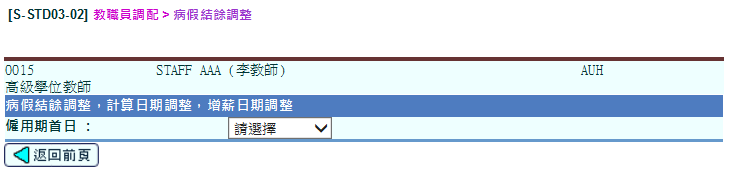 [S-STD03-02] 教職員調配 > 病假結餘調整
0015 STAFF AAA (李教師) AUH
高級學位教師
病假結餘調整，計算日期調整，增薪日期調整
僱用期首日 ： 請選擇
返回前頁